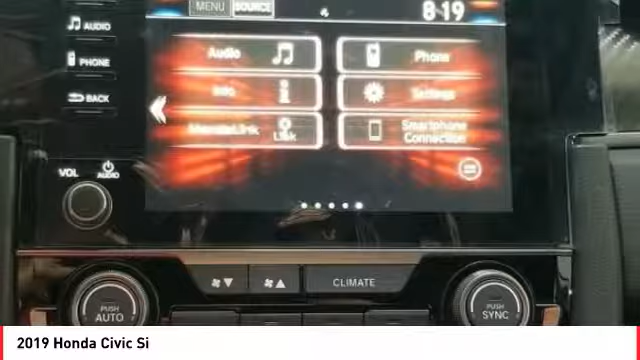 MENU SOURCE
8:19
AUDIO
PHONE
BACK
Audio
Phone
Info
Settings
HondaLink
Link
Smartphone
Connection
VOL
AUDIO
CLIMATE
PUSH
AUTO
PUSH
SYNC
2019 Honda Civic Si